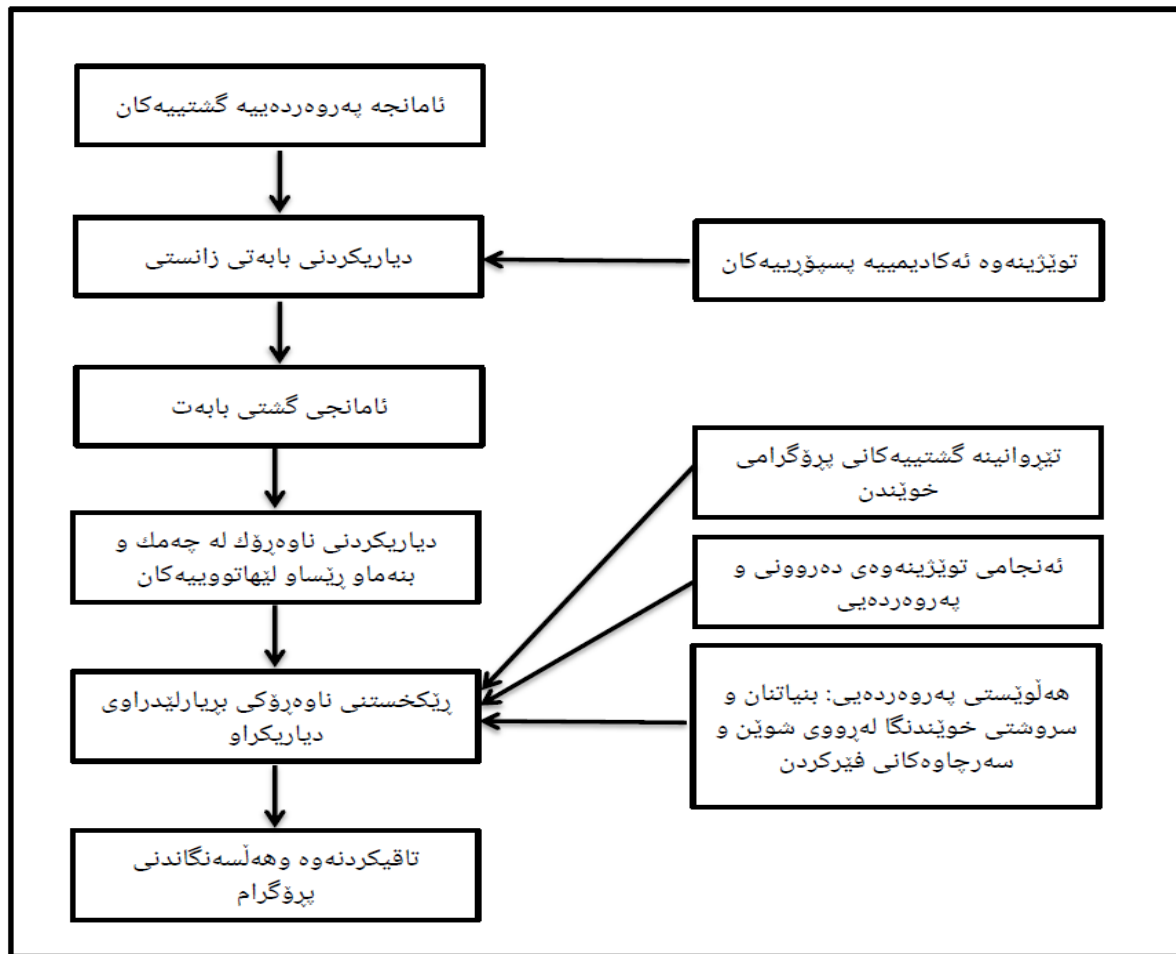 ئامانجە پەروەردەییە گشتییەکان
دیاریکردنی بابەتی زانستی
توێژینەوە ئەکادیمییە پسپۆڕییەکان
ئامانجی گشتی بابەت
تێڕوانینە گشتییەکانی پڕۆگرامی
خوێندن
دیاریکردنی ناوەڕۆك لە چەمك و
بنەماو ڕێساو لێهاتووییەکان
ئەنجامی توێژینەوەی دەروونی و
پەروەردەیی
ڕێکخستنی ناوەڕۆکی بڕیارلێدراوی
دیاریکراو
هەڵوێستی پەروەردەیی: بنیاتنان و
سروشتی خوێندنگا لەڕووی شوێن و
سەرچاوەکانی فێرکردن
تاقیکردنەوە وهەڵسەنگاندنی
پڕۆگرام